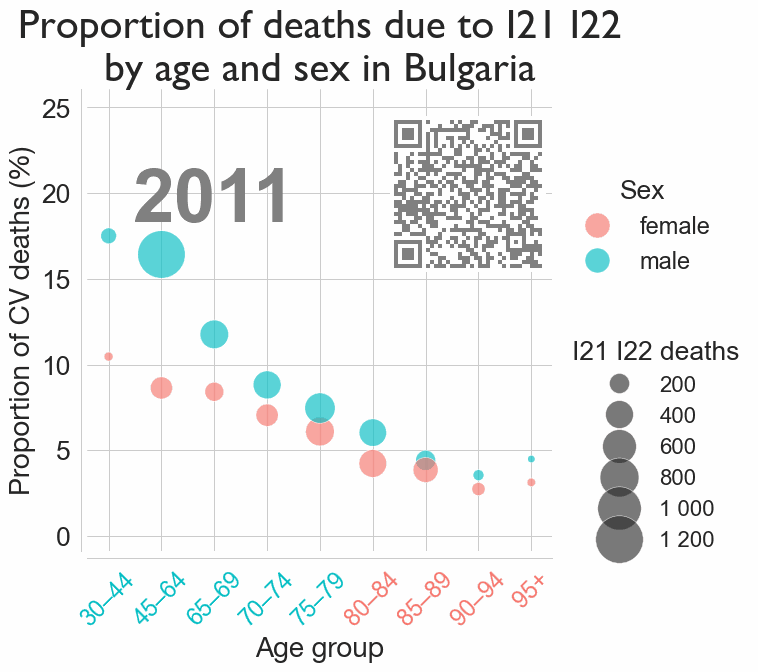 Proportion of deaths due to I21 I22
by age and sex in Bulgaria
Proportion of CV deaths (%)
25
20
15
10
5
0
2011
30–44
45–64
65–69
70–74
75–79
80–84
85–89
90–94
95+
Age group
Sex
female
male
I21 I22 deaths
200
400
600
800
1 000
1 200